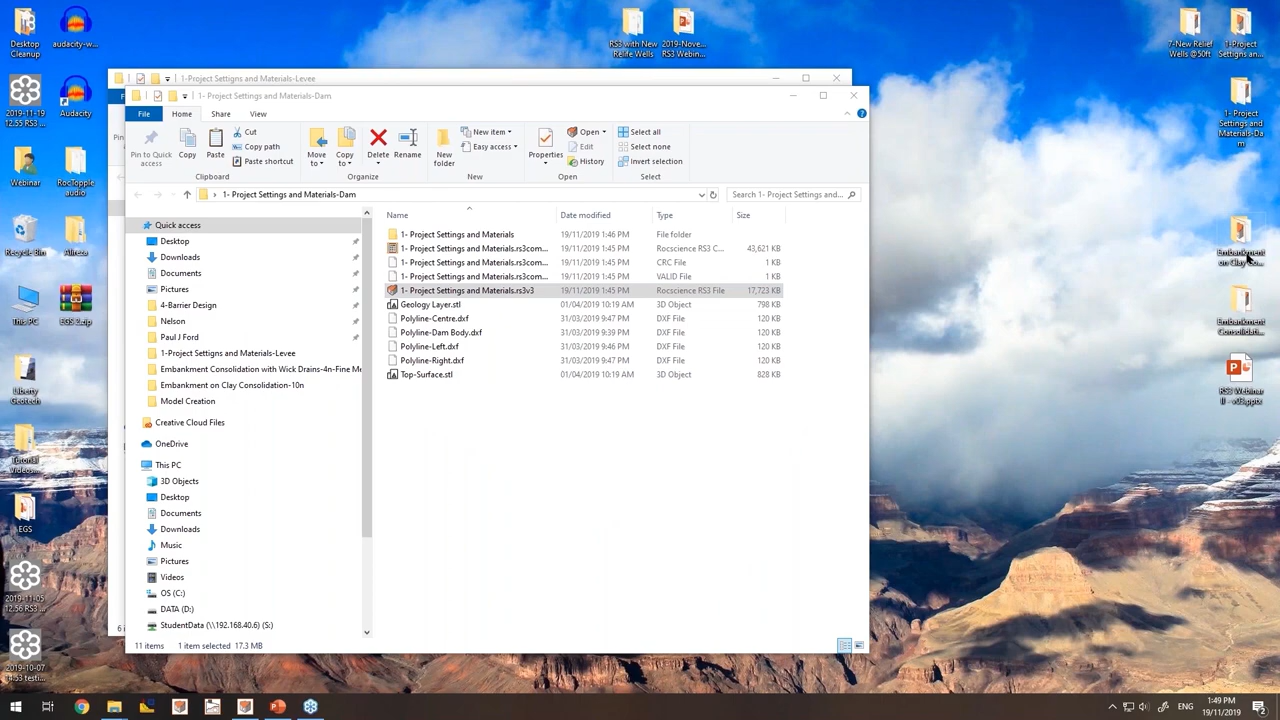 Desktop
Cleanup
audacity-w...
RS3 with New
Relife Wells
2019-Nove...
RS3 Webin...
7-New Relief
Wells @50ft
1-Project
Settigns an...
1-Project Settigns and Materials-Levee
1- Project Settings and Materials-Dam
File
Home
Share
View
Pin to Quick
access
Copy
Paste
Cut
Copy path
Paste shortcut
Clipboard
Move
to
Copy
to
Delete
Rename
Organize
New
folder
New item
Easy access
New
Properties
Open
Edit
History
Open
Select all
Select none
Invert selection
Select
1- Project Settings and Materials-Dam
Search 1- Project Settings and...
Name
Date modified
Type
Size
1- Project Settings and Materials
19/11/2019 1:46 PM
File folder
1- Project Settings and Materials.rs3com...
19/11/2019 1:45 PM
Rocscience RS3 C...
43,621 KB
1- Project Settings and Materials.rs3com...
19/11/2019 1:45 PM
CRC File
1 KB
1- Project Settings and Materials.rs3com...
19/11/2019 1:45 PM
VALID File
1 KB
1- Project Settings and Materials.rs3v3
19/11/2019 1:45 PM
Rocscience RS3 File
17,723 KB
Geology Layer.stl
01/04/2019 10:19 AM
3D Object
798 KB
Polyline-Centre.dxf
31/03/2019 9:47 PM
DXF File
120 KB
Polyline-Dam Body.dxf
31/03/2019 9:39 PM
DXF File
120 KB
Polyline-Left.dxf
31/03/2019 9:46 PM
DXF File
120 KB
Polyline-Right.dxf
31/03/2019 9:47 PM
DXF File
120 KB
Top-Surface.stl
01/04/2019 10:19 AM
3D Object
828 KB
Quick access
Desktop
Downloads
Documents
Pictures
4-Barrier Design
Nelson
Paul J Ford
1-Project Settigns and Materials-Levee
Embankment Consolidation with Wick Drains-4n-Fine Me
Embankment on Clay Consolidation-10n
Model Creation
Creative Cloud Files
OneDrive
This PC
3D Objects
Desktop
Documents
Downloads
Music
Pictures
Videos
OS (C:)
DATA (D:)
StudentData (\\192.168.40.6) (S:)
11 items
1 item selected 17.3 MB
2019-11-19
12.55 RS3 ...
Audacity
Webinar
RocTopple
audio
Recycle Bin
Alireza
This PC
EGS 2.zip
Liberty
Geotech
Tutorial
Videos...
EGS
2019-11-05
12.56 RS3 ...
2019-10-07
14.53 testi...
1- Project
Settings and
Materials-Da
m
Embankment
on Clay Co...
Embankment
Consolidati...
RS3 Webinar
II - v03.pptx
ENG
1:49 PM
19/11/2019
2